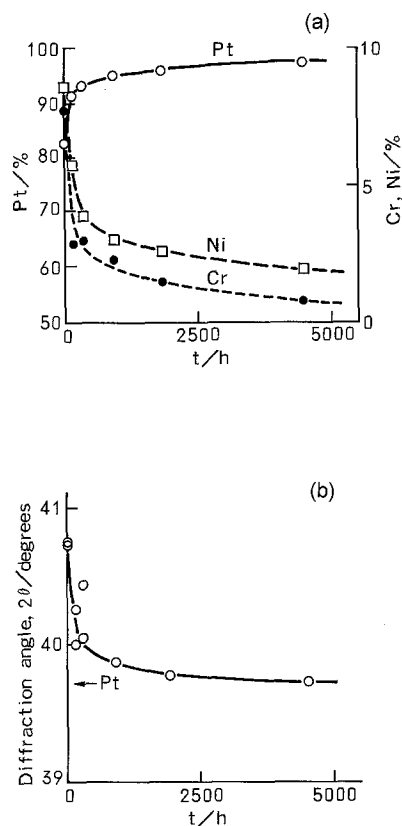 (a)
100
90
80
70
60
50
Pt/%
Pt
Ni
Cr
10
5
0
Cr, Ni/%
0
2500
5000
t/h
(b)
41
40
39
Diffraction angle, 2θ/degrees
←Pt
0
2500
5000
t/h